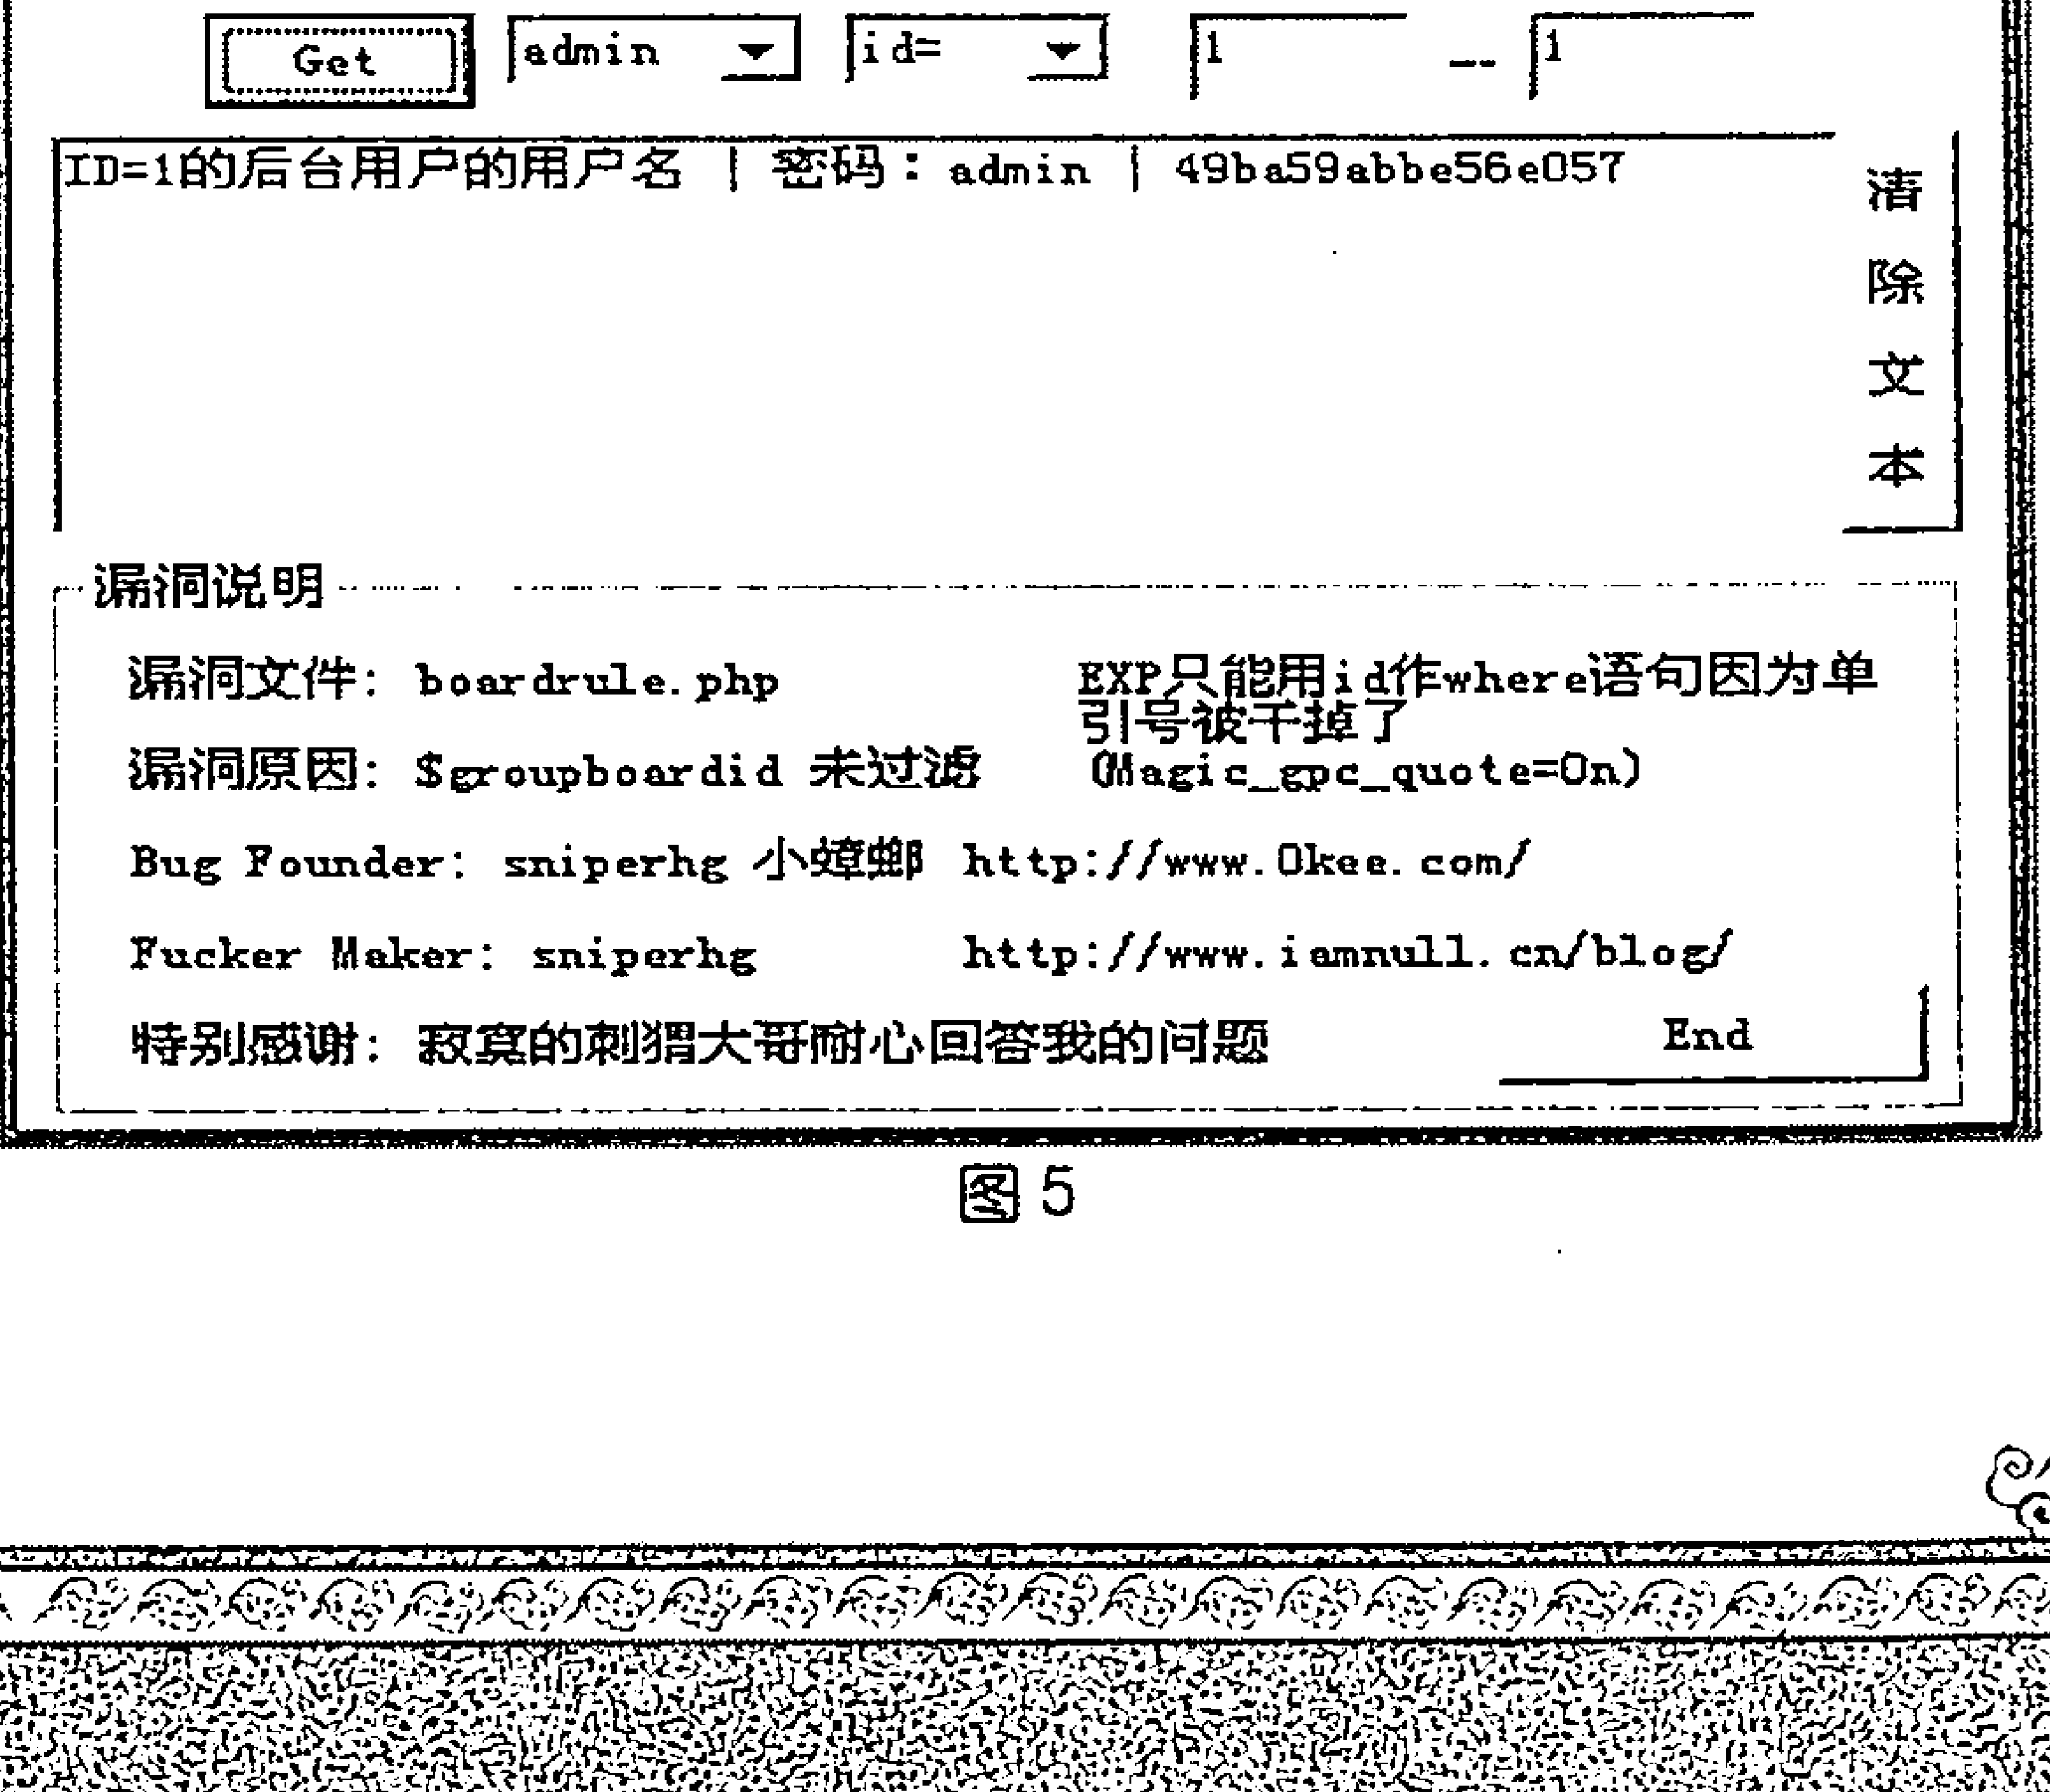 Get admin id= 1 -- 1
ID=1的后台用户的用户名 | 密码：admin | 49ba59abbe56e057
清除文本
漏洞说明
漏洞文件: boardrule.php
EXP只能用id作where语句因为单
引号被干掉了
(Magic_gpc_quote=On)
漏洞原因: $groupboardid 未过滤
Bug Founder: sniperhg 小蟑螂 http://www.0kee.com/
Fucker Maker: sniperhg http://www.iamnull.cn/blog/
特别感谢: 寂寞的刺猬大哥耐心回答我的问题
End
图 5